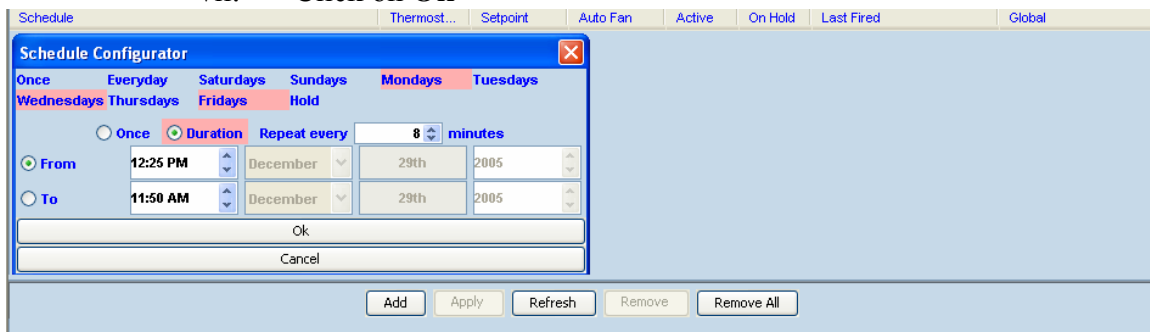 Schedule Thermost... Setpoint Auto Fan Active On Hold Last Fired Global
Schedule Configurator
Once Everyday Saturdays Sundays Mondays Tuesdays
Wednesdays Thursdays Fridays Hold
Once Duration Repeat every 8 minutes
From 12:25 PM December 29th 2005
To 11:50 AM December 29th 2005
Ok
Cancel
Add Apply Refresh Remove Remove All